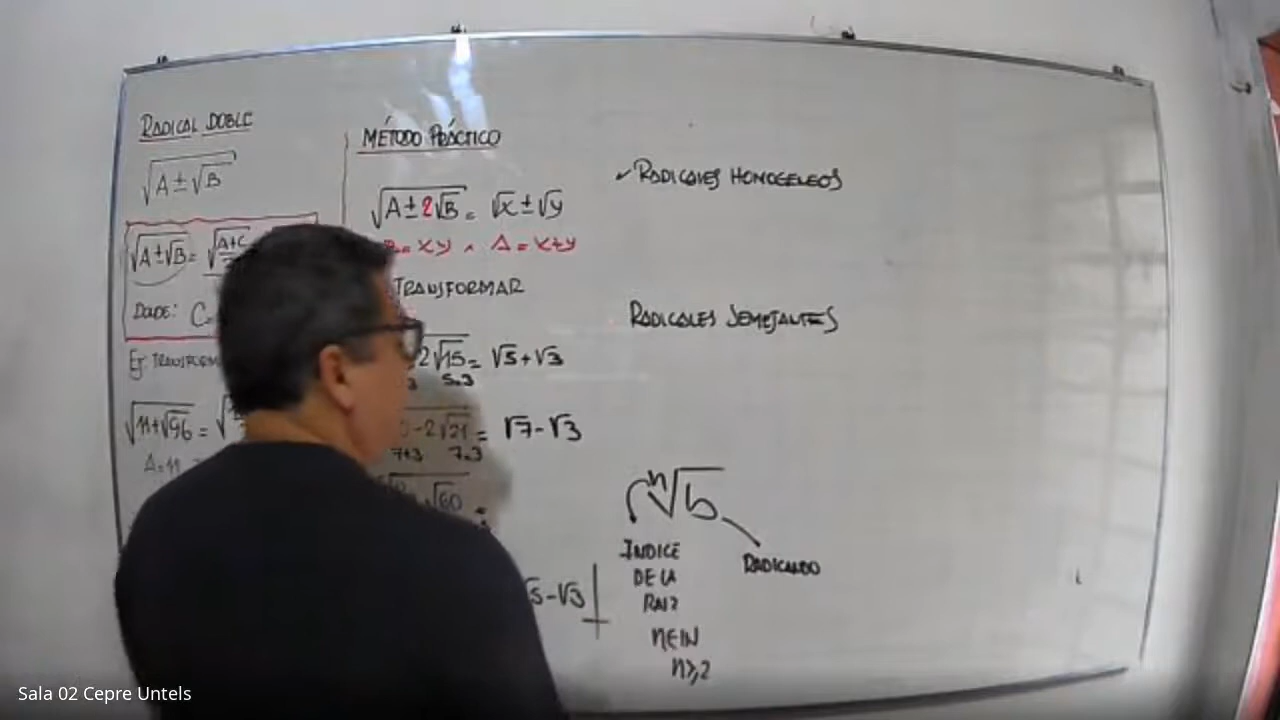 RADICAL DOBLE
√(A±√B)
√(A±√B) = √(A+C
DONDE: C=
Ej: TRANSFORM
√(11+√96) = √
A=11
MÉTODO PRÁCTICO
√(A±2√B) = √x±√y
B=xy ∧ A=x+y
TRANSFORMAR
2√15 = √5+√3
5.3
-2√21 = √7-√3
7+3 7.3
√60
√5-√3
✓RADICALES HOMOGENEOS
RADICALES SEMEJANTES
ⁿ√b
INDICE
DE LA
RAIZ
n∈IN
n≥2
RADICANDO
Sala 02 Cepre Untels